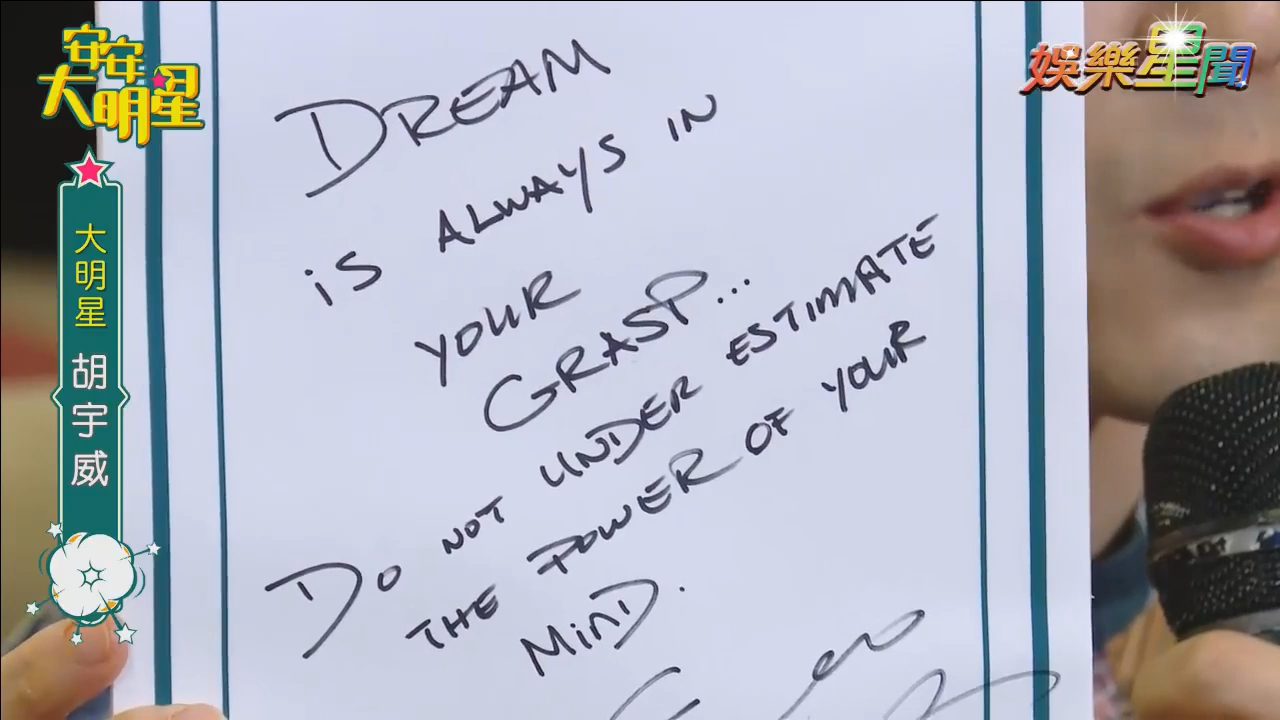 安安
大明星
娛樂星聞
大明星 胡宇威
DREAM
is ALWAYS IN
YOUR
GRASP...
DO NOT UNDER ESTIMATE
THE POWER OF YOUR
MIND.